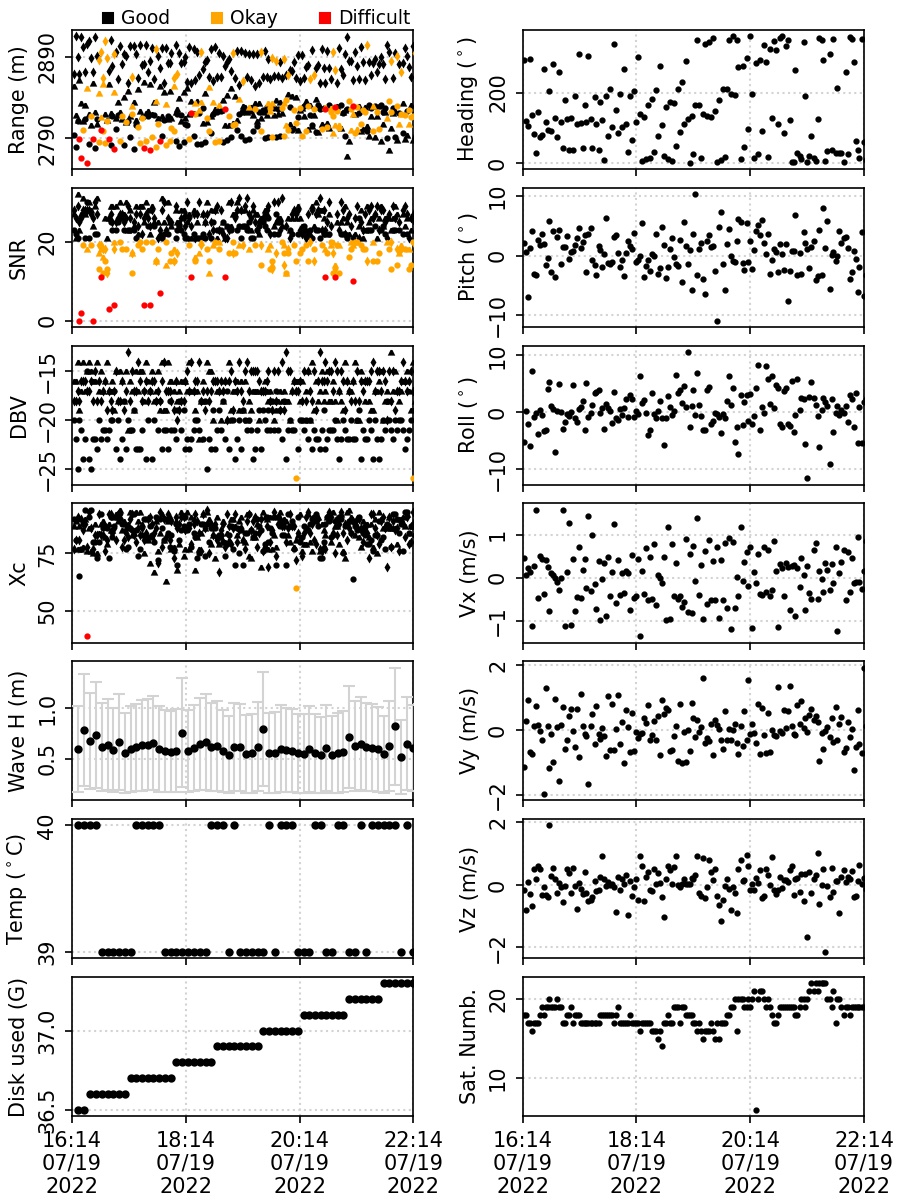 Good Okay Difficult
Range (m)
2890
2790
Heading (°)
200
0
SNR
20
0
Pitch (°)
10
0
−10
DBV
−15
−20
−25
Roll (°)
10
0
−10
Xc
75
50
Vx (m/s)
1
0
−1
Wave H (m)
1.0
0.5
Vy (m/s)
2
0
−2
Temp (°C)
40
39
Vz (m/s)
2
0
−2
Disk used (G)
37.0
36.5
Sat. Numb.
20
10
16:14 18:14 20:14 22:14 16:14 18:14 20:14 22:14
07/19 07/19 07/19 07/19 07/19 07/19 07/19 07/19
2022 2022 2022 2022 2022 2022 2022 2022